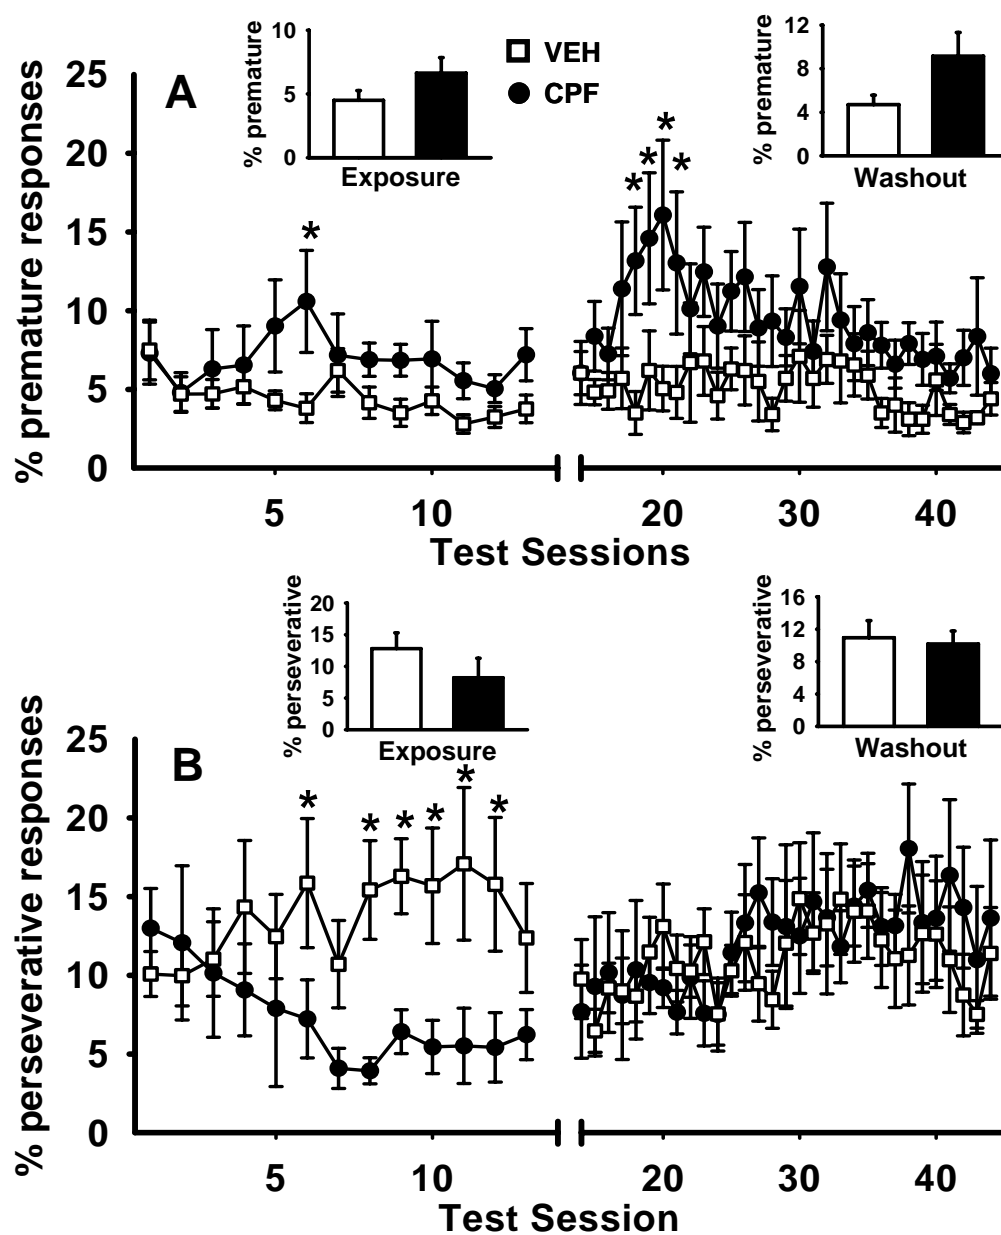 A
VEH
CPF
% premature responses
25
20
15
10
5
0
% premature
10
5
0
Exposure
% premature
12
8
4
0
Washout
*
* * * *
5 10 20 30 40
Test Sessions
B
% perseverative responses
25
20
15
10
5
0
% perseverative
20
15
10
5
0
Exposure
% perseverative
16
12
8
4
0
Washout
* * * * * *
5 10 20 30 40
Test Session